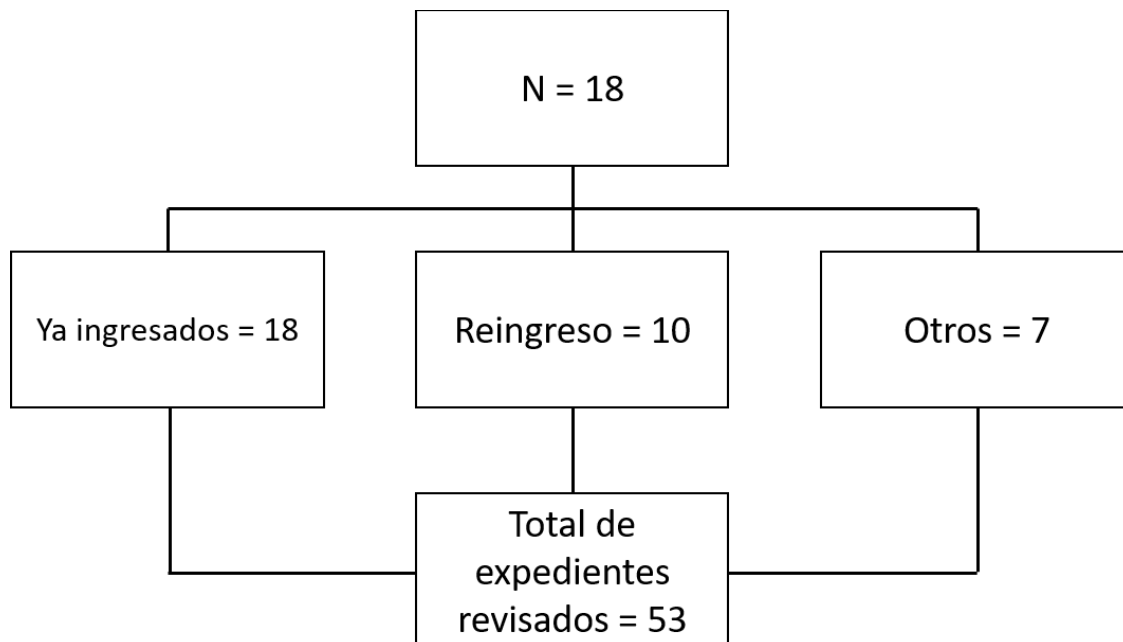 N = 18
Ya ingresados = 18
Reingreso = 10
Otros = 7
Total de
expedientes
revisados = 53